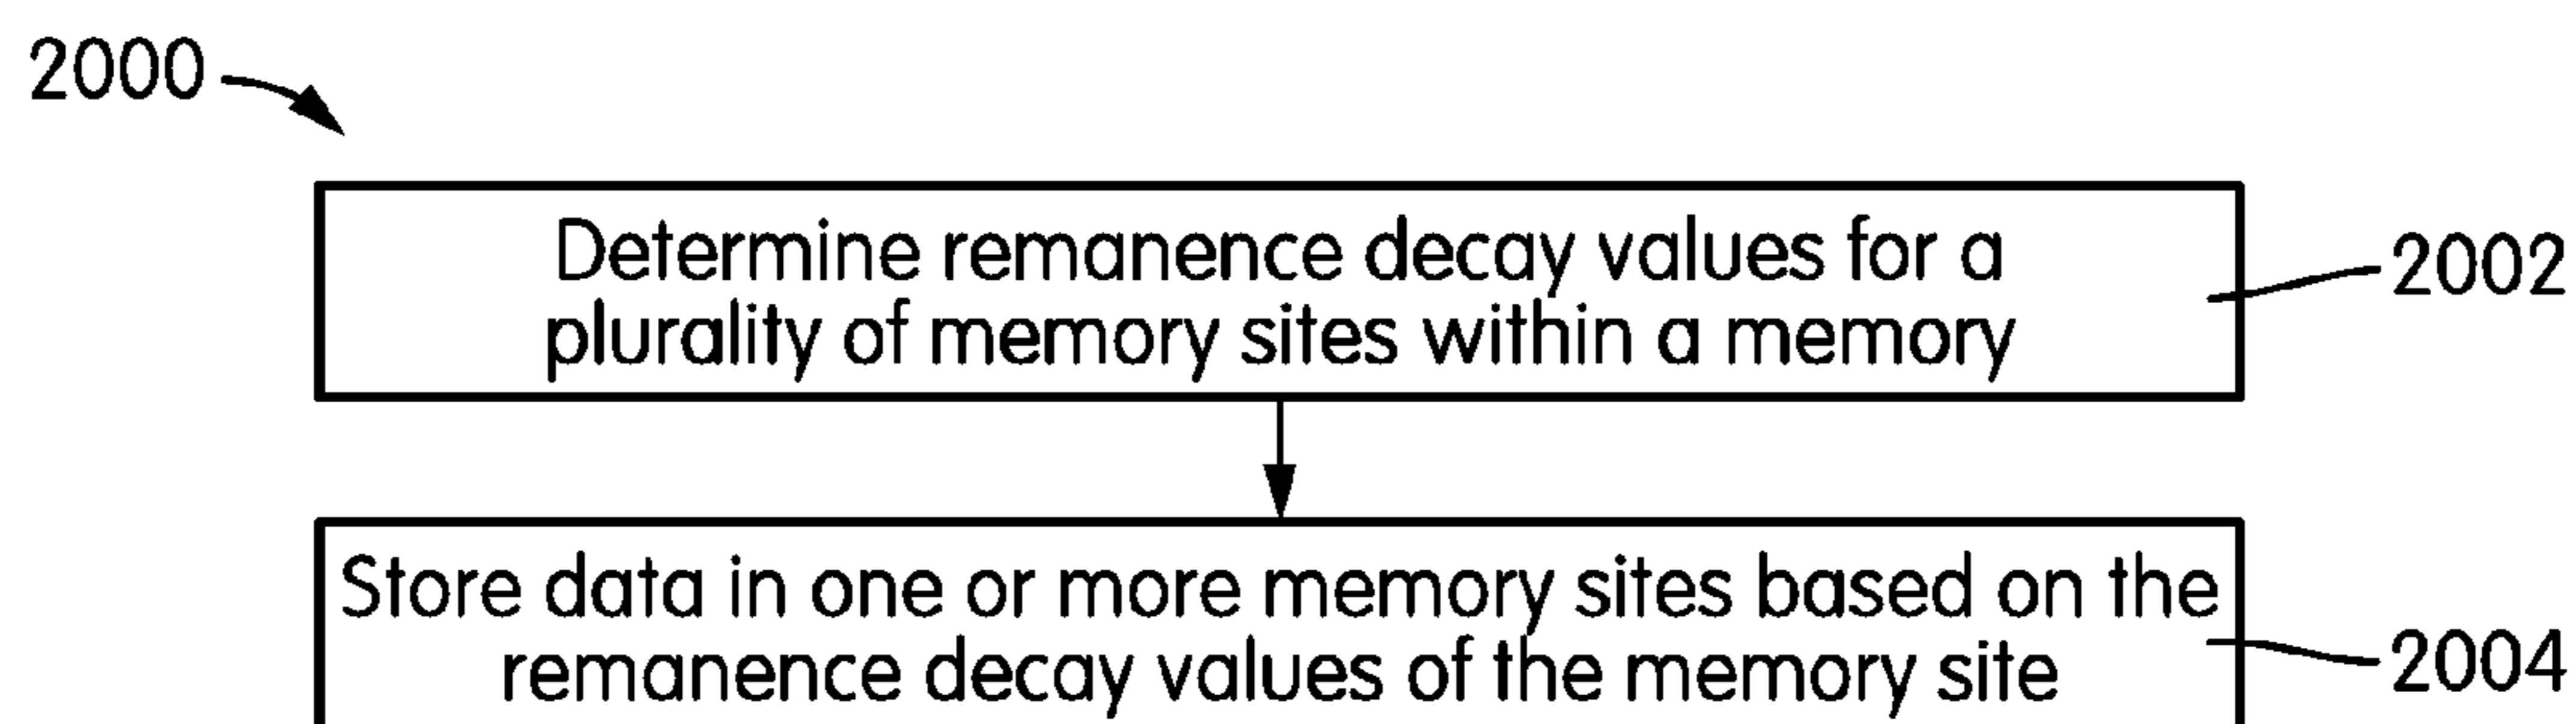 2000
Determine remanence decay values for a
plurality of memory sites within a memory
2002
Store data in one or more memory sites based on the
remanence decay values of the memory site
2004